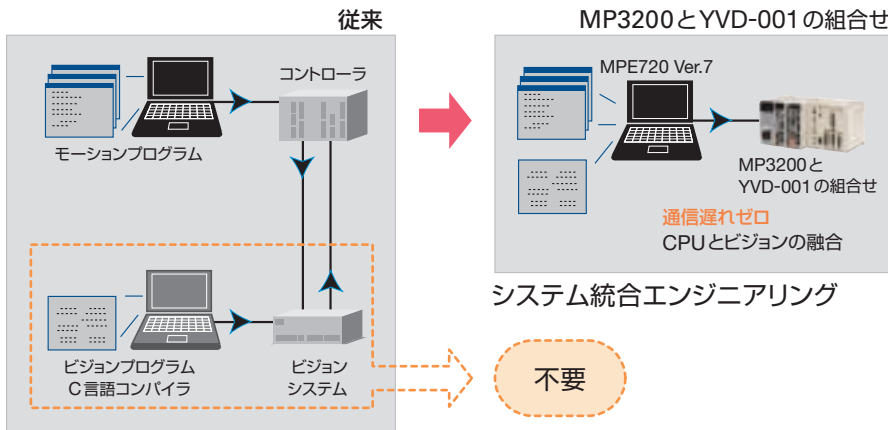 従来
コントローラ
モーションプログラム
ビジョンプログラム
C言語コンパイラ
ビジョン
システム
MP3200とYVD-001の組合せ
MPE720 Ver.7
MP3200と
YVD-001の組合せ
通信遅れゼロ
CPUとビジョンの融合
システム統合エンジニアリング
不要